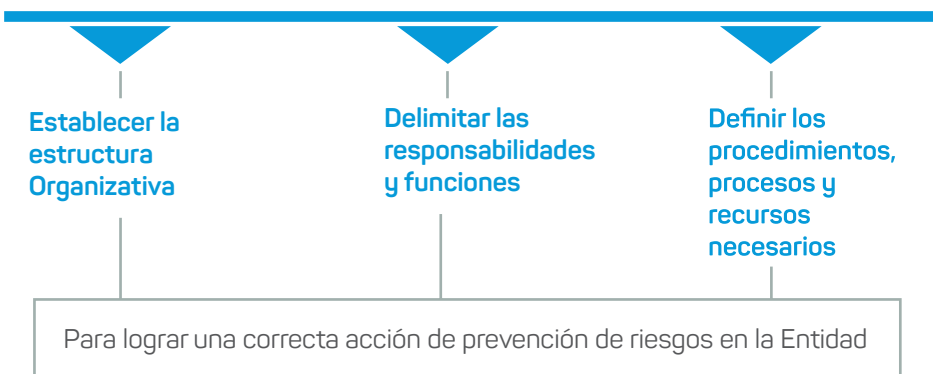 Establecer la
estructura
Organizativa
Delimitar las
responsabilidades
y funciones
Definir los
procedimientos,
procesos y
recursos
necesarios
Para lograr una correcta acción de prevención de riesgos en la Entidad